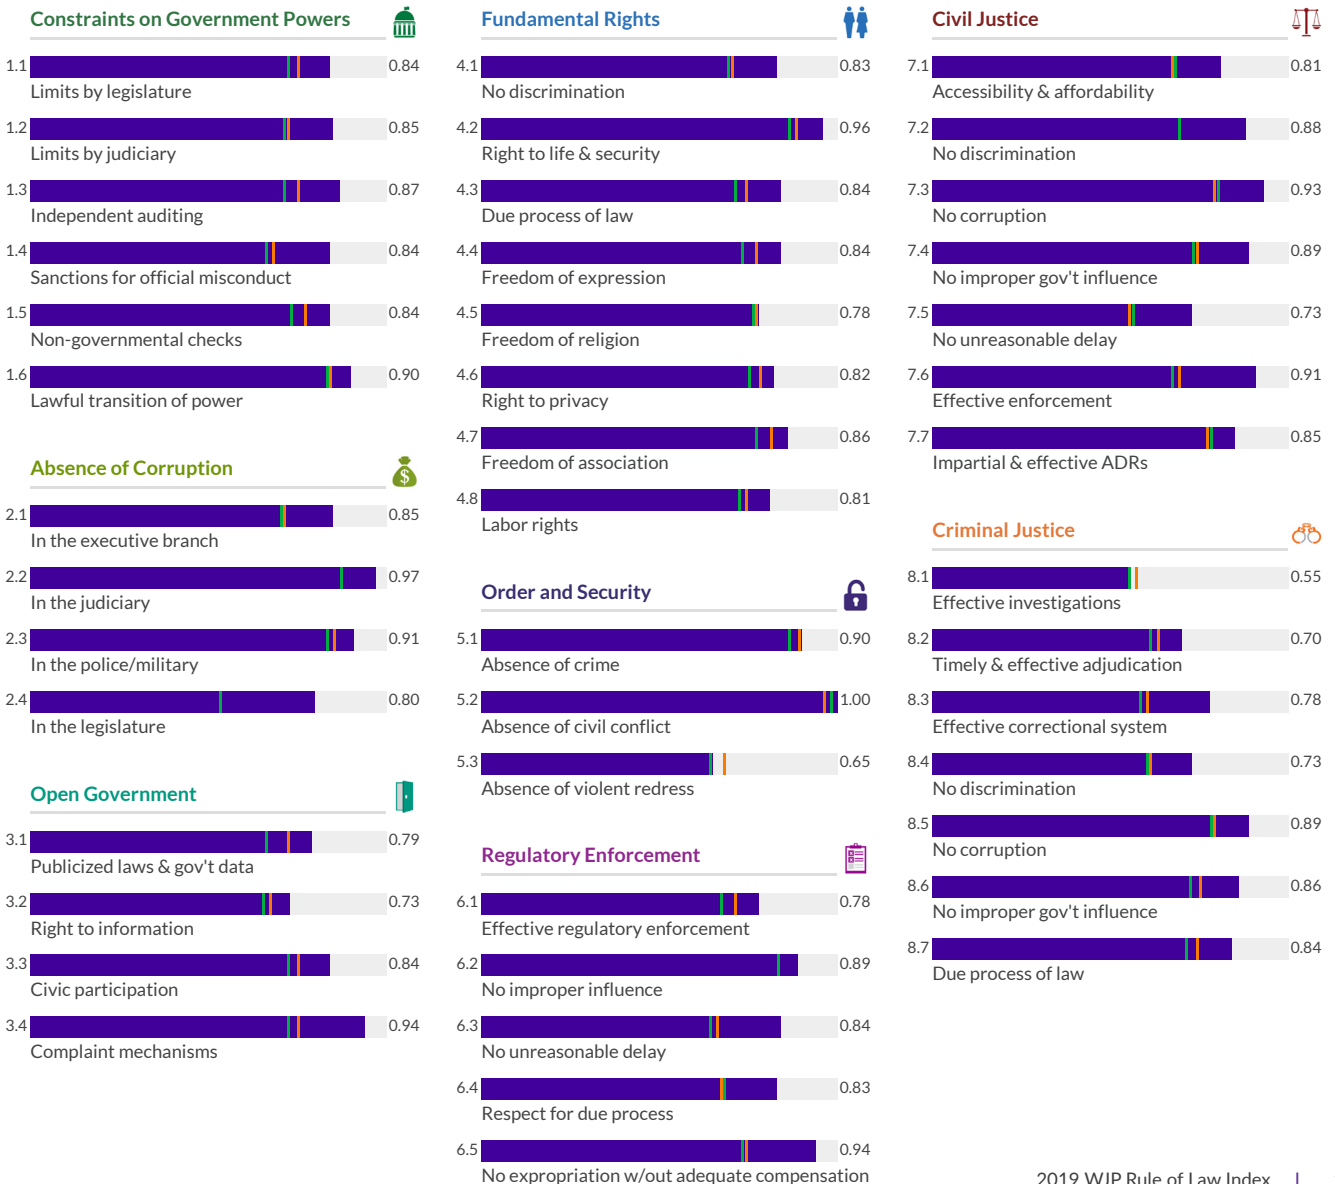 Constraints on Government Powers
1.1 0.84
Limits by legislature
1.2 0.85
Limits by judiciary
1.3 0.87
Independent auditing
1.4 0.84
Sanctions for official misconduct
1.5 0.84
Non-governmental checks
1.6 0.90
Lawful transition of power
Absence of Corruption
2.1 0.85
In the executive branch
2.2 0.97
In the judiciary
2.3 0.91
In the police/military
2.4 0.80
In the legislature
Open Government
3.1 0.79
Publicized laws & gov't data
3.2 0.73
Right to information
3.3 0.84
Civic participation
3.4 0.94
Complaint mechanisms
Fundamental Rights
4.1 0.83
No discrimination
4.2 0.96
Right to life & security
4.3 0.84
Due process of law
4.4 0.84
Freedom of expression
4.5 0.78
Freedom of religion
4.6 0.82
Right to privacy
4.7 0.86
Freedom of association
4.8 0.81
Labor rights
Order and Security
5.1 0.90
Absence of crime
5.2 1.00
Absence of civil conflict
5.3 0.65
Absence of violent redress
Regulatory Enforcement
6.1 0.78
Effective regulatory enforcement
6.2 0.89
No improper influence
6.3 0.84
No unreasonable delay
6.4 0.83
Respect for due process
6.5 0.94
No expropriation w/out adequate compensation
Civil Justice
7.1 0.81
Accessibility & affordability
7.2 0.88
No discrimination
7.3 0.93
No corruption
7.4 0.89
No improper gov't influence
7.5 0.73
No unreasonable delay
7.6 0.91
Effective enforcement
7.7 0.85
Impartial & effective ADRs
Criminal Justice
8.1 0.55
Effective investigations
8.2 0.70
Timely & effective adjudication
8.3 0.78
Effective correctional system
8.4 0.73
No discrimination
8.5 0.89
No corruption
8.6 0.86
No improper gov't influence
8.7 0.84
Due process of law
2019 WJP Rule of Law Index |